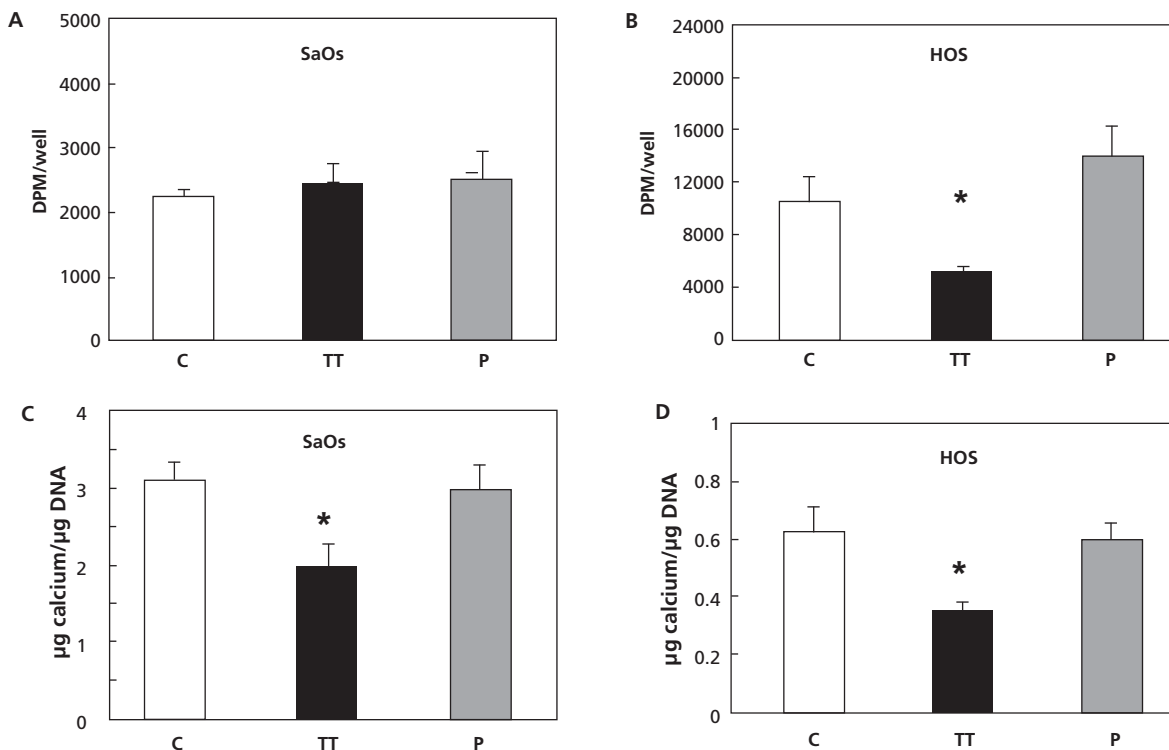 A
SaOs
DPM/well
5000
4000
3000
2000
1000
0
C TT P
B
HOS
DPM/well
24000
20000
16000
12000
8000
4000
0
*
C TT P
C
SaOs
µg calcium/µg DNA
4
3
2
1
0
*
C TT P
D
HOS
µg calcium/µg DNA
1
0.8
0.6
0.4
0.2
0
*
C TT P